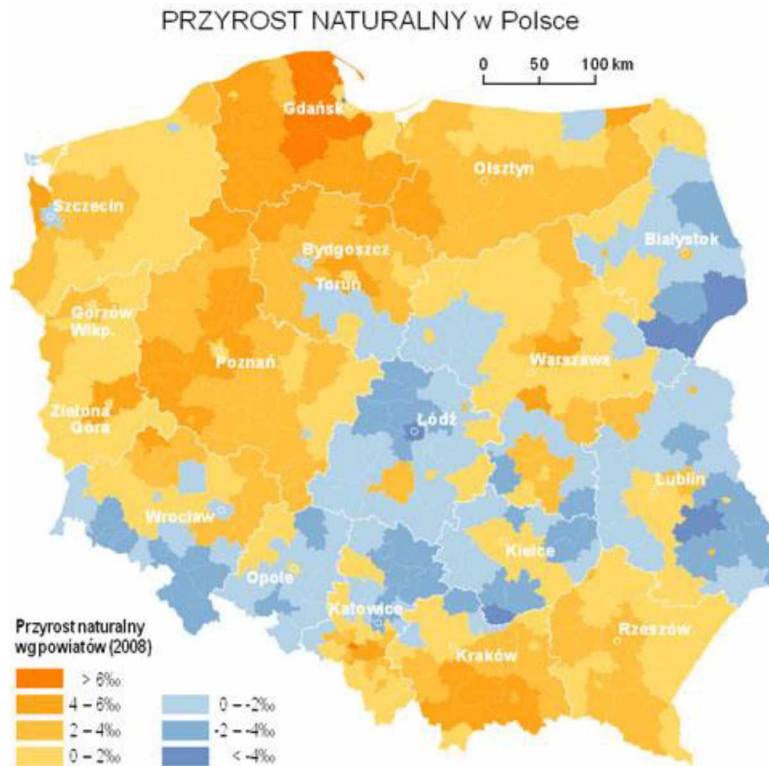 PRZYROST NATURALNY w Polsce
0 50 100 km
Gdańsk
Olsztyn
Szczecin
Białystok
Bydgoszcz
Toruń
Gorzów
Wlkp.
Poznań
Warszawa
Zielona
Góra
Łódź
Lublin
Wrocław
Kielce
Opole
Katowice
Rzeszów
Kraków
Przyrost naturalny
wg powiatów (2008)
> 6‰
4 – 6‰
2 – 4‰
0 – 2‰
0 – -2‰
-2 – -4‰
< -4‰